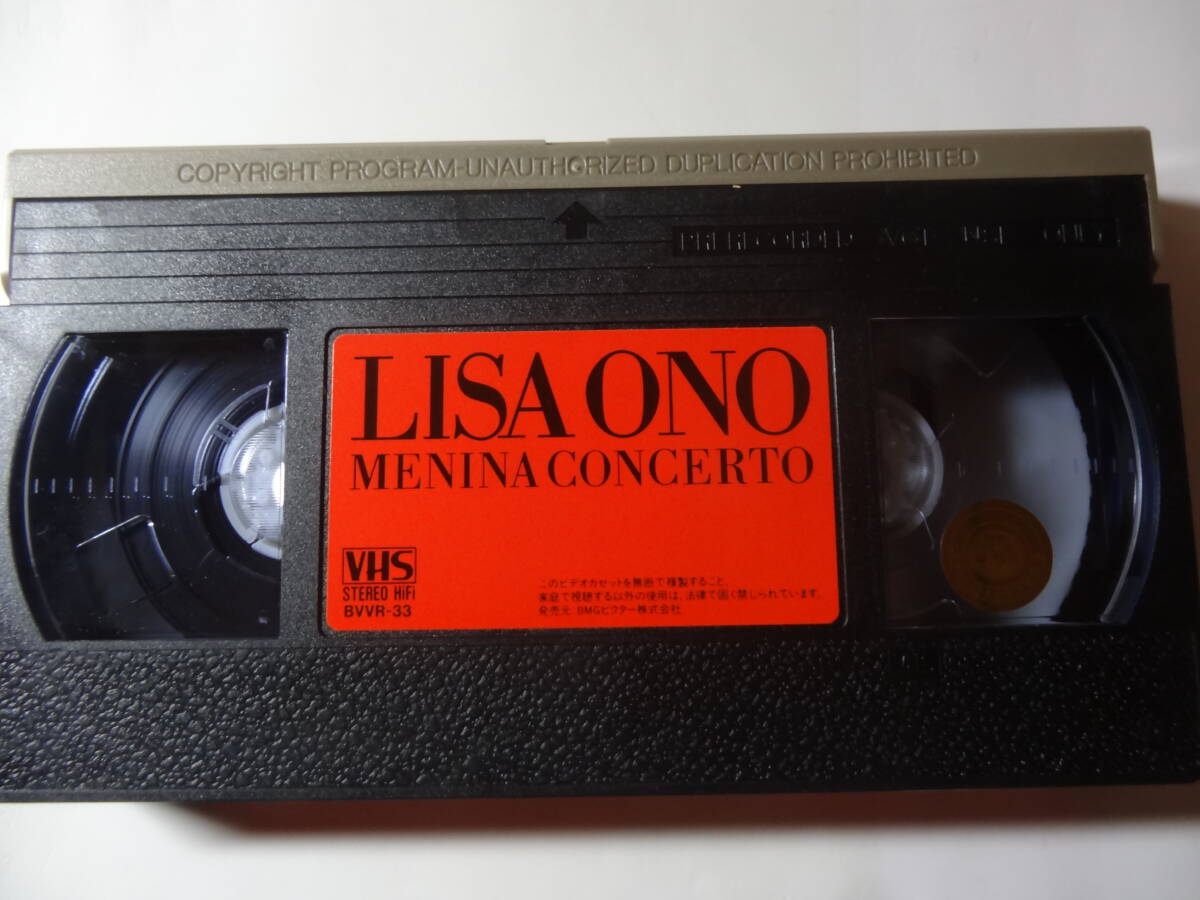 COPYRIGHT PROGRAM-UNAUTHORIZED DUPLICATION PROHIBITED
LISA ONO
MENINA CONCERTO
VHS
STEREO HiFi
BVVR-33
このビデオカセットを無断で複製すること、
家庭で視聴する以外の使用は、法律で固く禁じられています。
発売元 BMGビクター株式会社